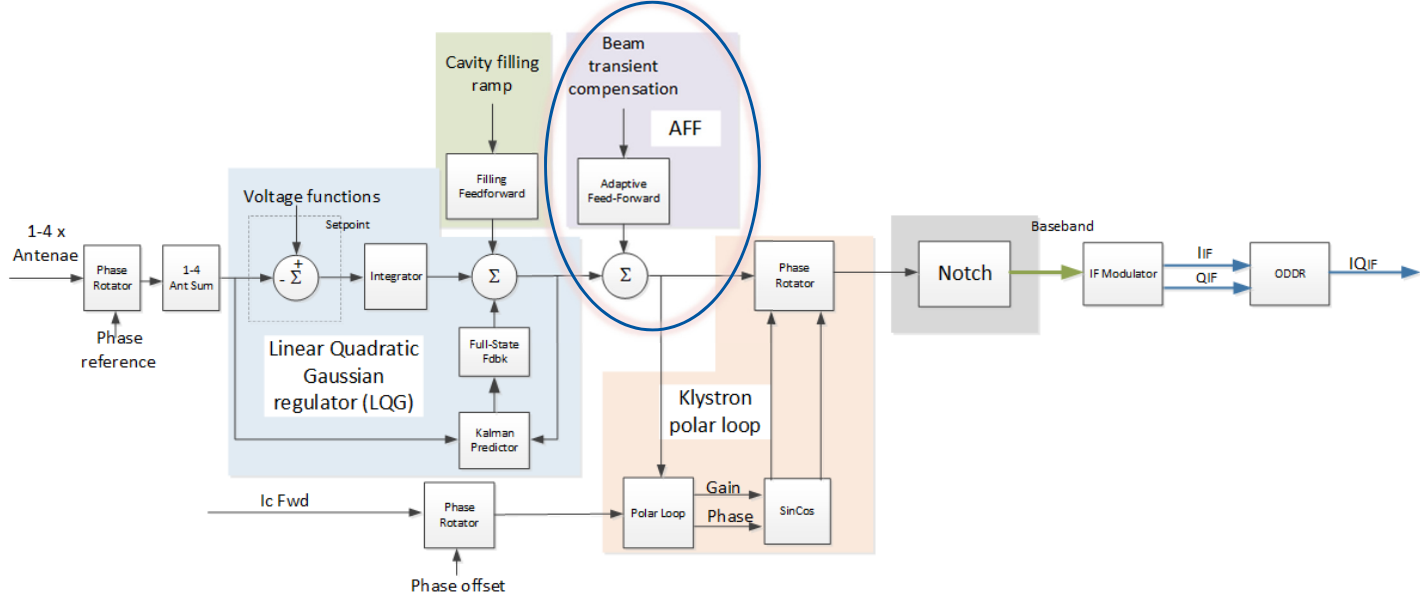 Cavity filling
ramp
Beam
transient
compensation
AFF
Filling
Feedforward
Adaptive
Feed-Forward
Voltage functions
Setpoint
1-4 x
Antenae
Phase
Rotator
1-4
Ant Sum
+
- Σ
Integrator
Σ
Σ
Phase
Rotator
Notch
Baseband
IF Modulator
IIF
QIF
ODDR
IQIF
Phase
reference
Linear Quadratic
Gaussian
regulator (LQG)
Full-State
Fdbk
Kalman
Predictor
Klystron
polar loop
Ic Fwd
Phase
Rotator
Phase offset
Polar Loop
Gain
Phase
SinCos